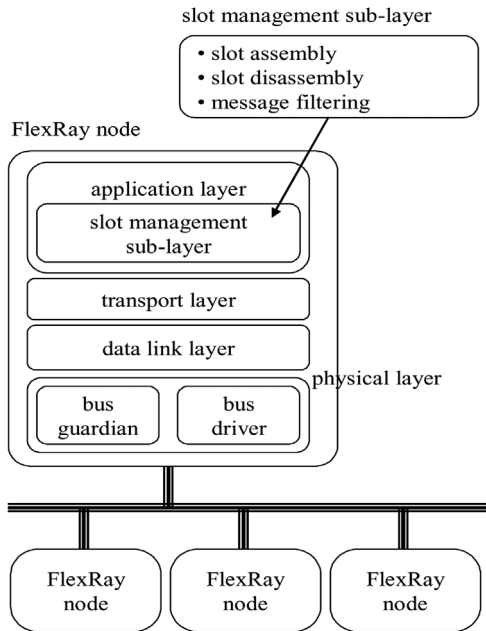 slot management sub-layer
• slot assembly
• slot disassembly
• message filtering
FlexRay node
application layer
slot management
sub-layer
transport layer
data link layer
physical layer
bus
guardian
bus
driver
FlexRay
node
FlexRay
node
FlexRay
node